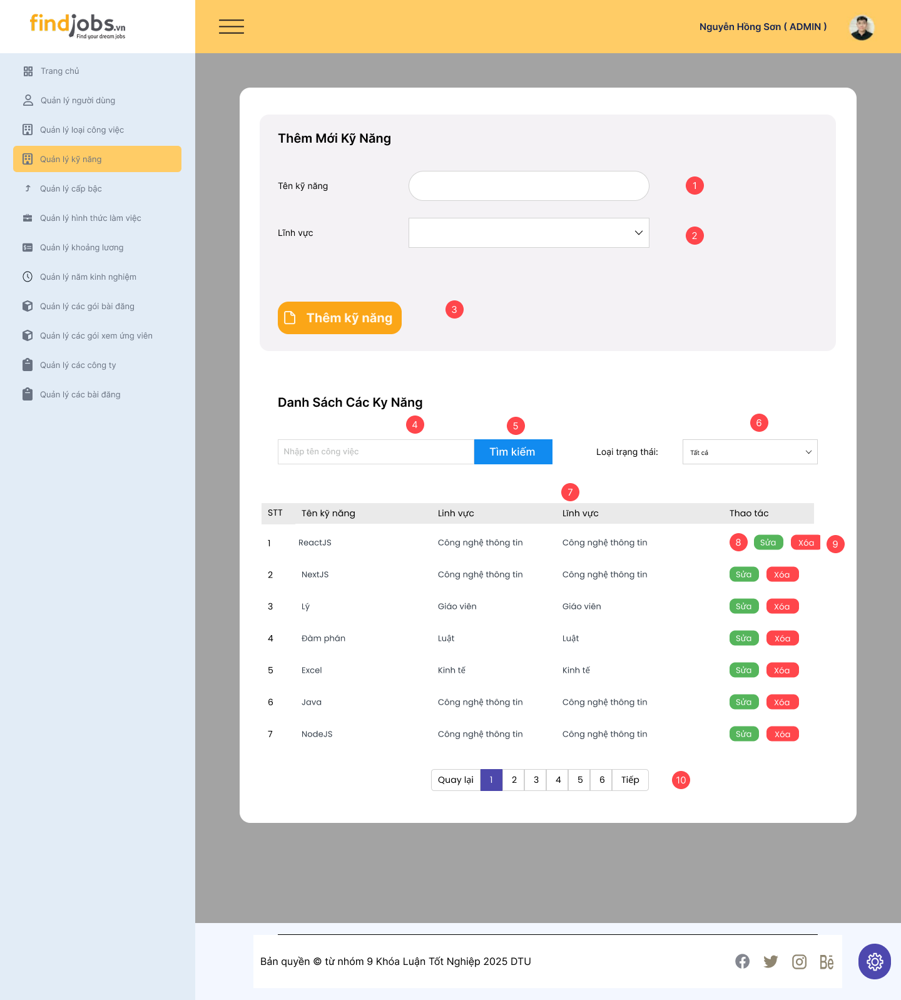 findjobs.vn
Find your dream jobs
Nguyễn Hồng Sơn ( ADMIN )
Trang chủ
Quản lý người dùng
Quản lý loại công việc
Quản lý kỹ năng
Quản lý cấp bậc
Quản lý hình thức làm việc
Quản lý khoảng lương
Quản lý năm kinh nghiệm
Quản lý các gói bài đăng
Quản lý các gói xem ứng viên
Quản lý các công ty
Quản lý các bài đăng
Thêm Mới Kỹ Năng
Tên kỹ năng 1
Lĩnh vực 2
Thêm kỹ năng 3
Danh Sách Các Ky Năng
4 5 6
Nhập tên công việc Tìm kiếm Loại trạng thái: Tất cả
7
STT Tên kỹ năng Linh vực Lĩnh vực Thao tác
1 ReactJS Công nghệ thông tin Công nghệ thông tin 8 Sửa Xóa 9
2 NextJS Công nghệ thông tin Công nghệ thông tin Sửa Xóa
3 Lý Giáo viên Giáo viên Sửa Xóa
4 Đàm phán Luật Luật Sửa Xóa
5 Excel Kinh tế Kinh tế Sửa Xóa
6 Java Công nghệ thông tin Công nghệ thông tin Sửa Xóa
7 NodeJS Công nghệ thông tin Công nghệ thông tin Sửa Xóa
Quay lại 1 2 3 4 5 6 Tiếp 10
Bản quyền © từ nhóm 9 Khóa Luận Tốt Nghiệp 2025 DTU